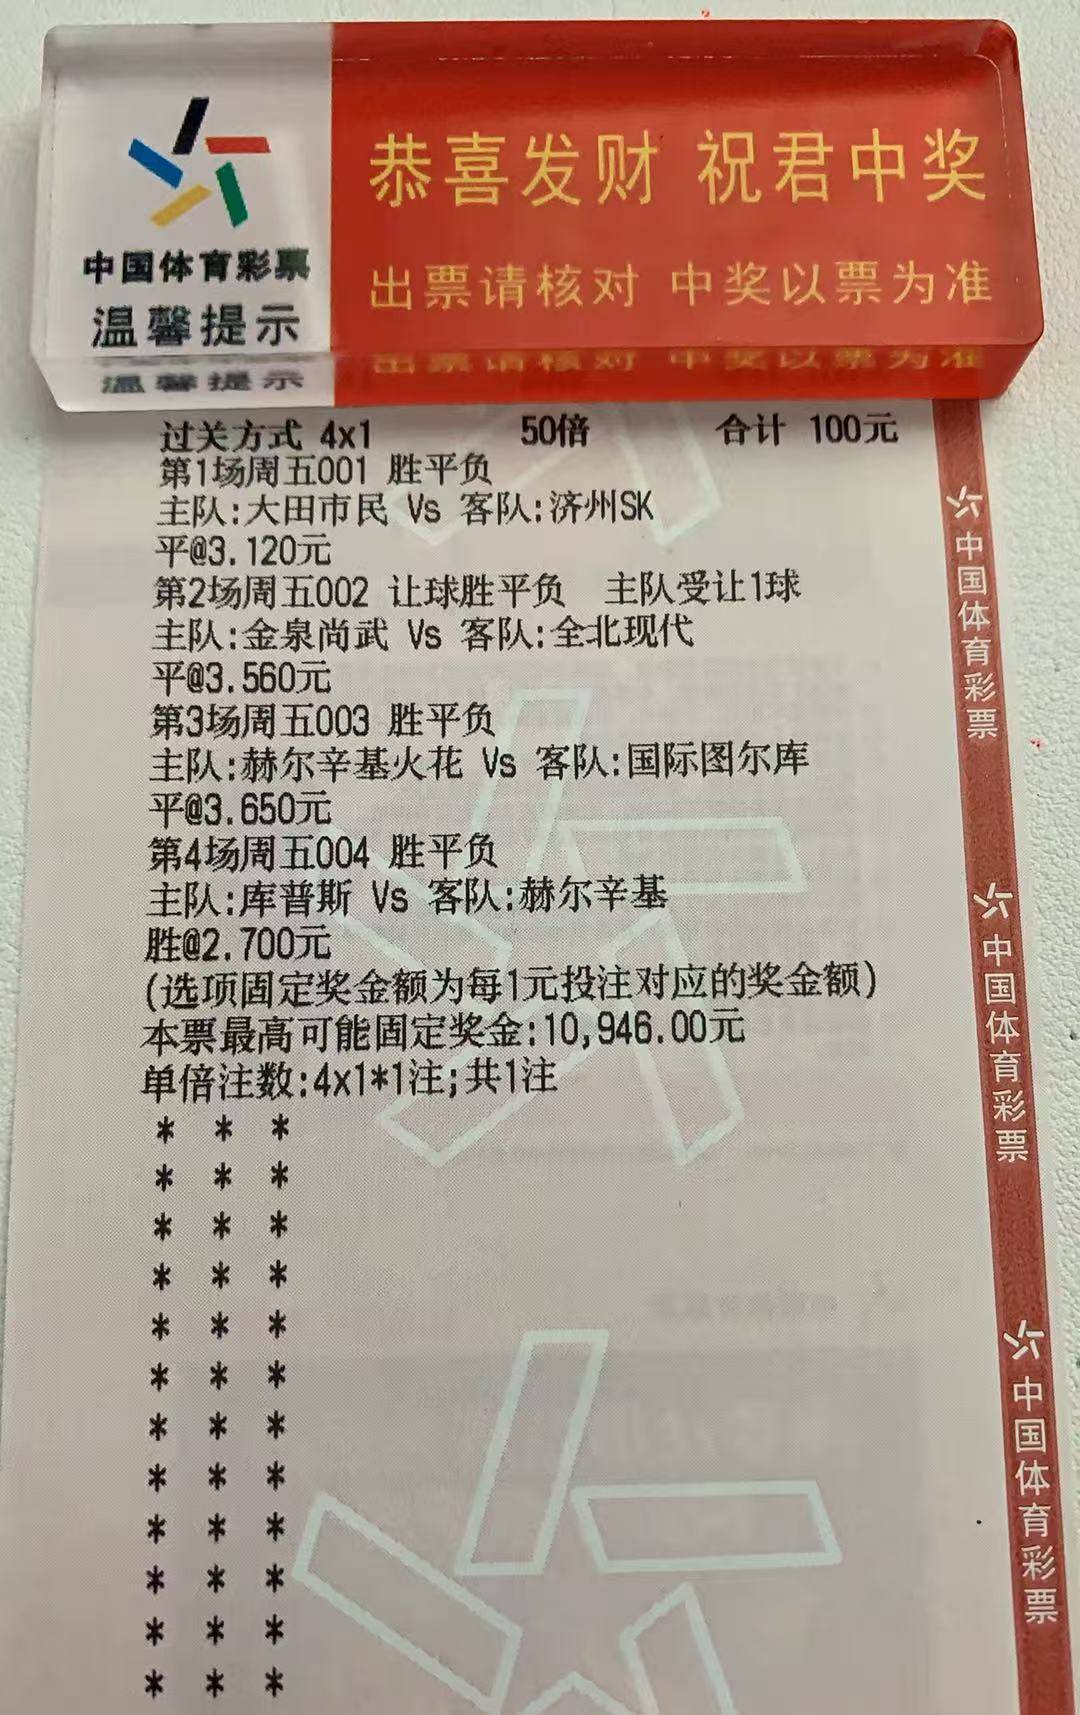 恭喜发财 祝君中奖
中国体育彩票
出票请核对 中奖以票为准
温馨提示
过关方式 4x1 50倍 合计 100元
第1场周五001 胜平负
主队:大田市民 Vs 客队:济州SK
平@3.120元
第2场周五002 让球胜平负 主队受让1球
主队:金泉尚武 Vs 客队:全北现代
平@3.560元
第3场周五003 胜平负
主队:赫尔辛基火花 Vs 客队:国际图尔库
平@3.650元
第4场周五004 胜平负
主队:库普斯 Vs 客队:赫尔辛基
胜@2.700元
(选项固定奖金额为每1元投注对应的奖金额)
本票最高可能固定奖金:10,946.00元
单倍注数:4x1*1注;共1注
* * *
* * *
* * *
* * *
* * *
* * *
* * *
* * *
* * *
* * *
* * *
* * *
中国体育彩票
中国体育彩票
中国体育彩票